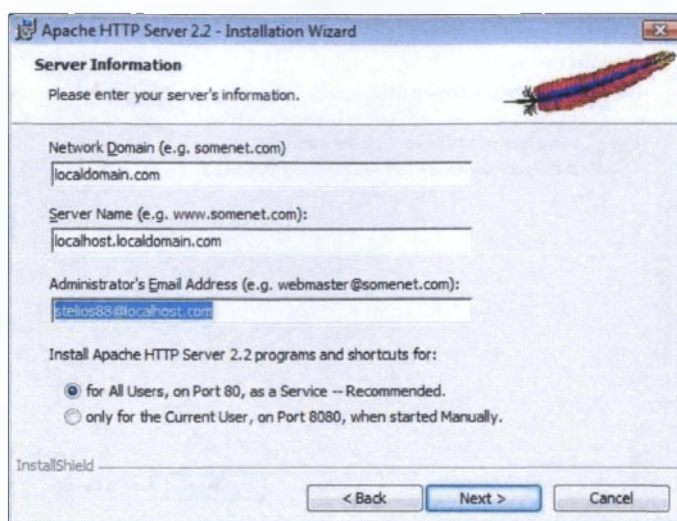 Apache HTTP Server 2.2 - Installation Wizard
Server Information
Please enter your server's information.
Network Domain (e.g. somenet.com)
localdomain.com
Server Name (e.g. www.somenet.com):
localhost.localdomain.com
Administrator's Email Address (e.g. webmaster@somenet.com):
stelios88@localhost.com
Install Apache HTTP Server 2.2 programs and shortcuts for:
for All Users, on Port 80, as a Service -- Recommended.
only for the Current User, on Port 8080, when started Manually.
InstallShield
< Back Next > Cancel